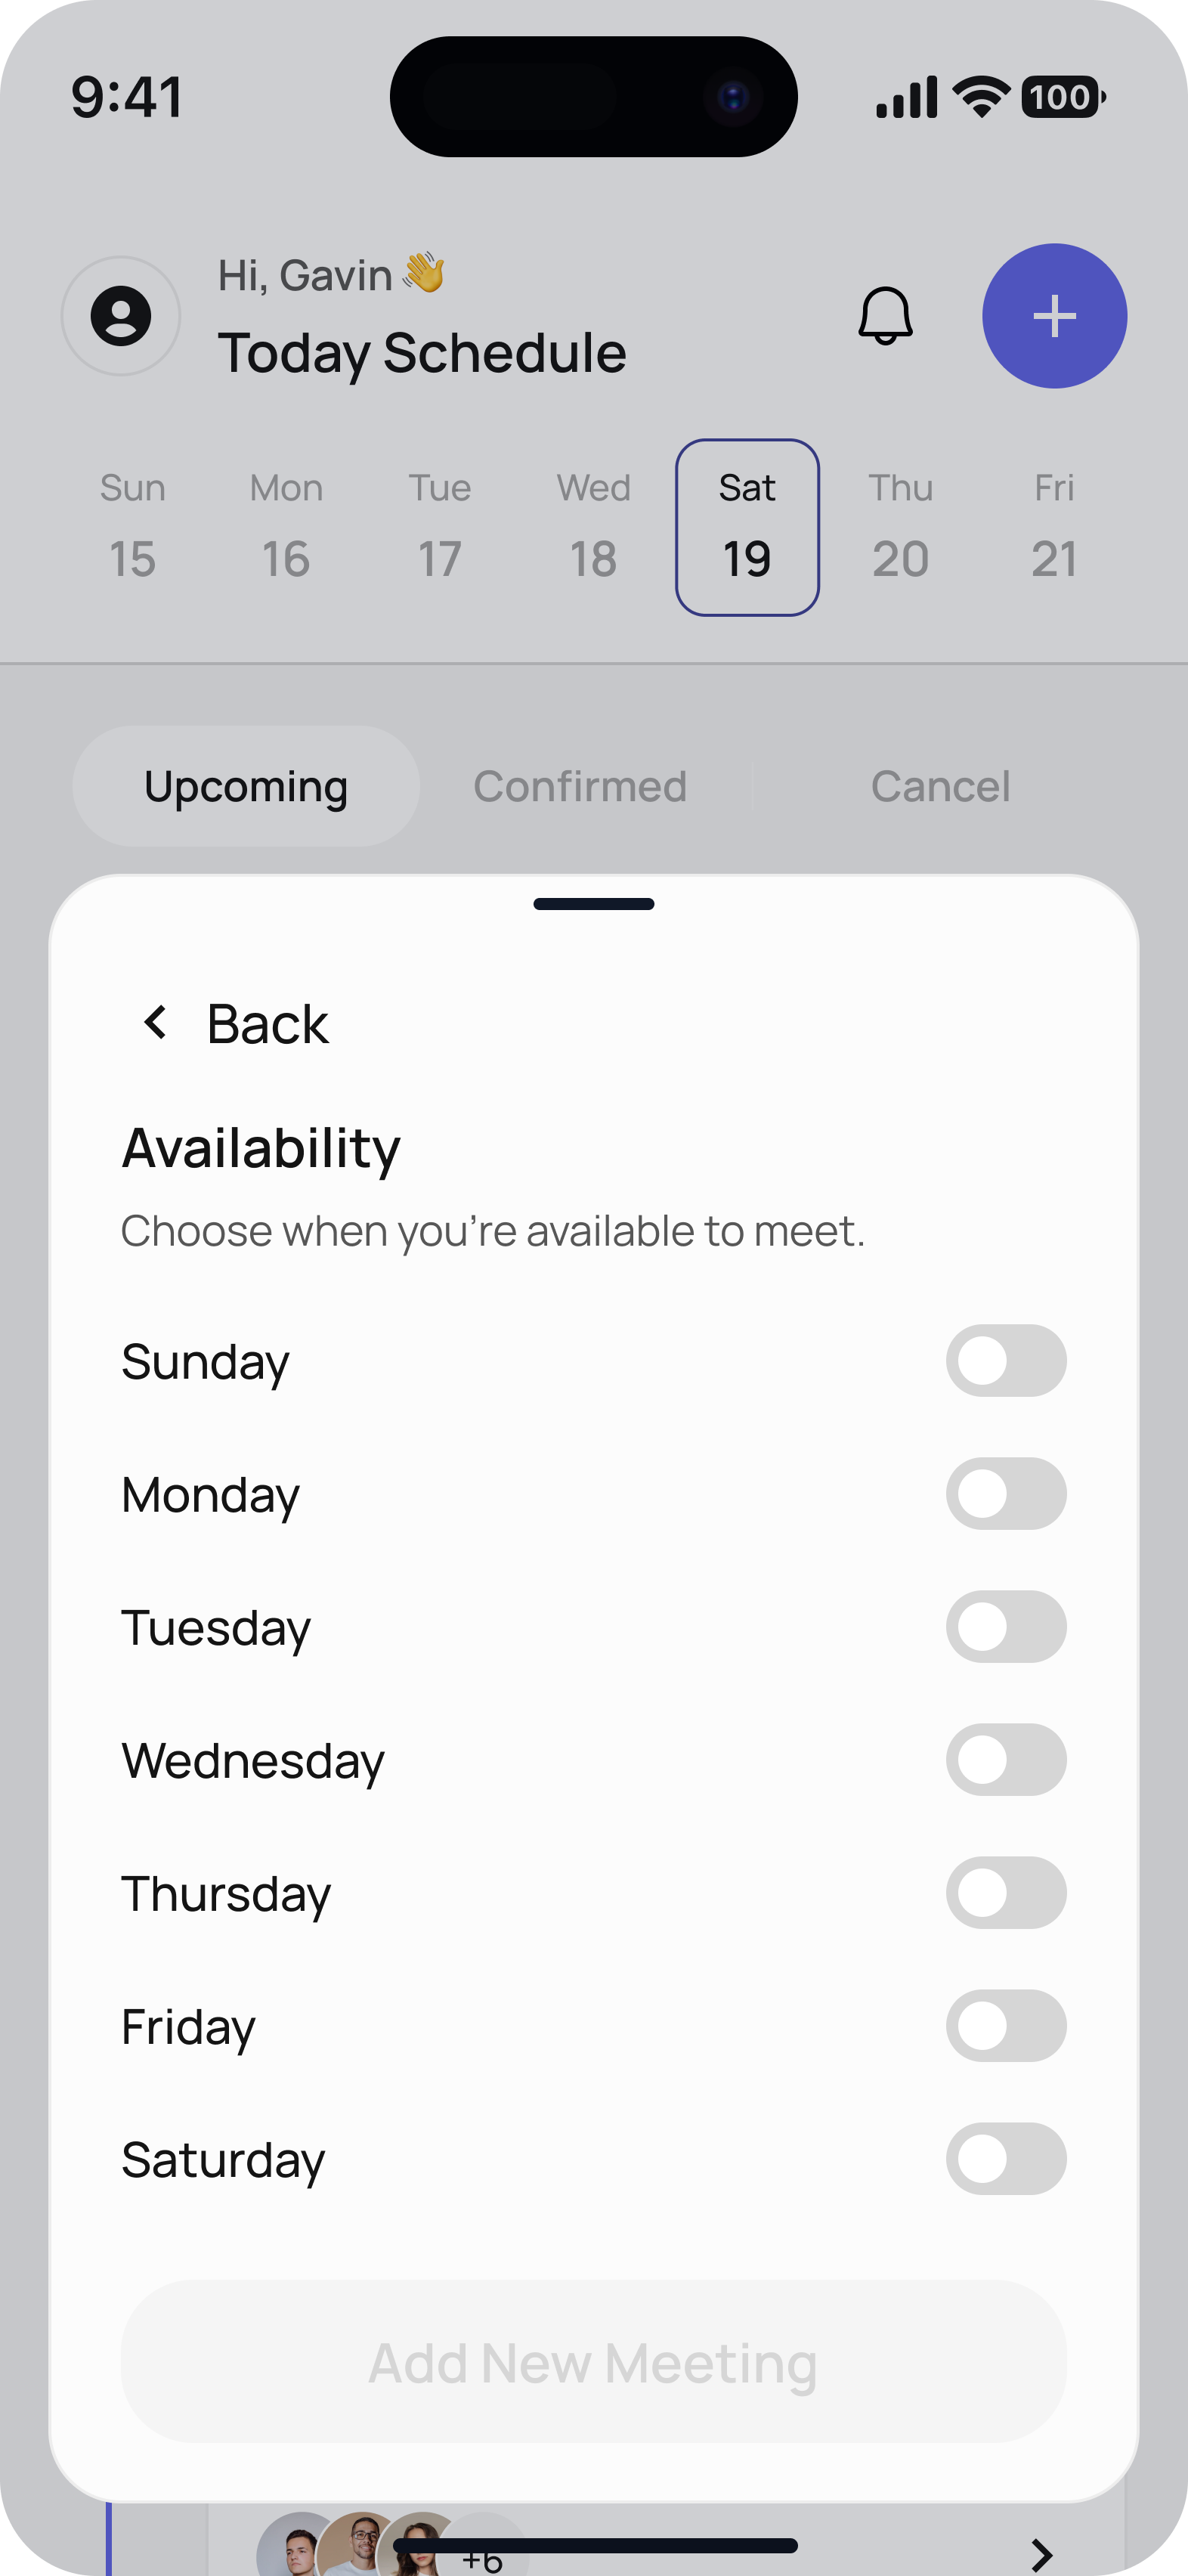 9:41
100
Hi, Gavin 👋
Today Schedule
Sun Mon Tue Wed Sat Thu Fri
15 16 17 18 19 20 21
Upcoming Confirmed Cancel
Back
Availability
Choose when you're available to meet.
Sunday
Monday
Tuesday
Wednesday
Thursday
Friday
Saturday
Add New Meeting
+6